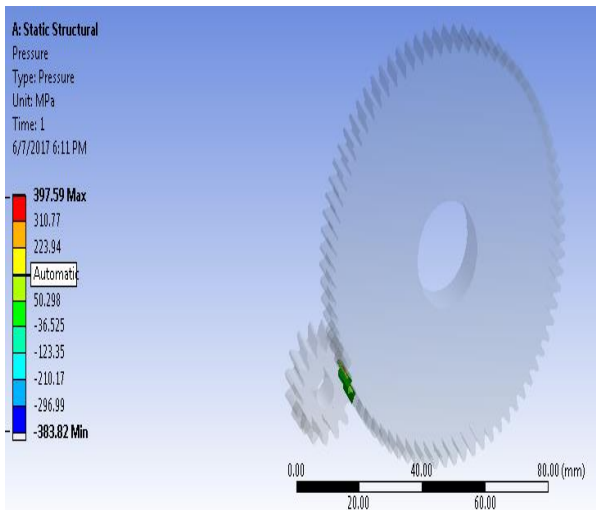 A: Static Structural
Pressure
Type: Pressure
Unit: MPa
Time: 1
6/7/2017 6:11 PM
397.59 Max
310.77
223.94
Automatic
50.298
-36.525
-123.35
-210.17
-296.99
-383.82 Min
0.00 40.00 80.00 (mm)
20.00 60.00